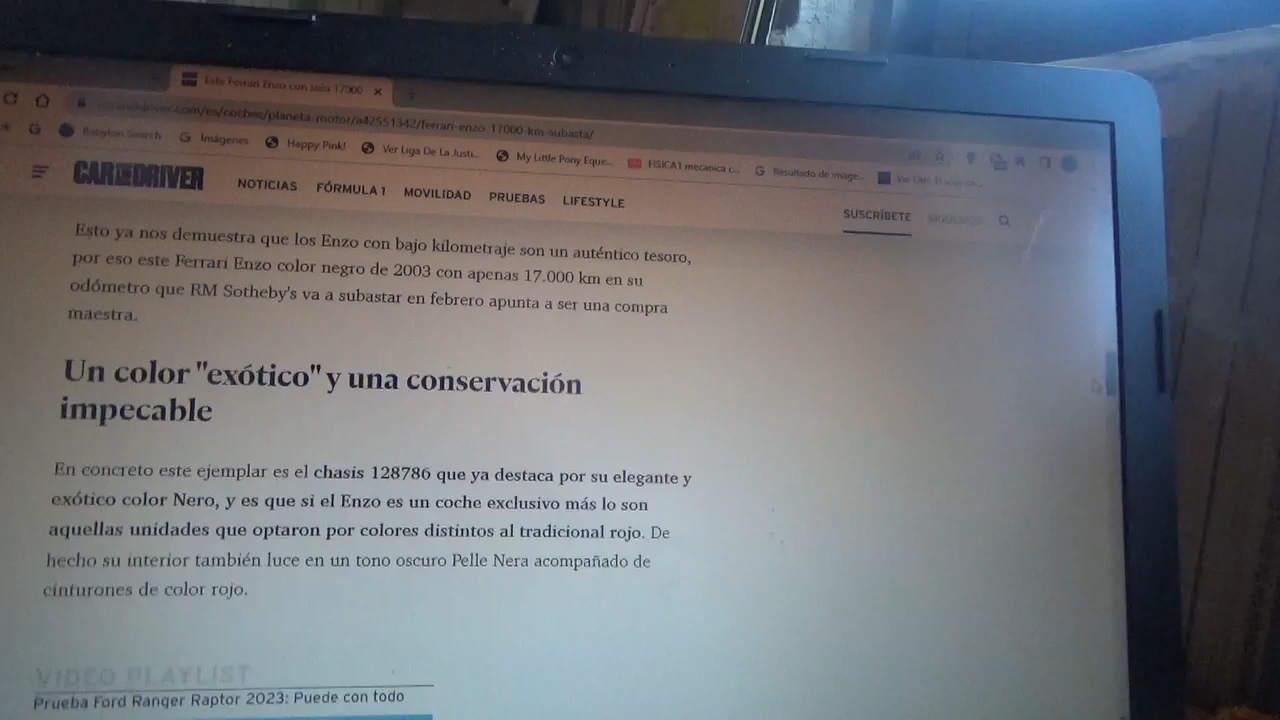 Este Ferrari Enzo con solo 17000
caranddriver.com/es/coches/planeta-motor/a42551342/ferrari-enzo-17000-km-subasta/
Babylon Search
Imágenes
Happy Pink!
Ver Liga De La Justi...
My Little Pony Eque...
FISICA1 mecanica c...
Resultado de image...
CAR AND DRIVER
NOTICIAS FÓRMULA 1 MOVILIDAD PRUEBAS LIFESTYLE
SUSCRÍBETE
Esto ya nos demuestra que los Enzo con bajo kilometraje son un auténtico tesoro,
por eso este Ferrari Enzo color negro de 2003 con apenas 17.000 km en su
odómetro que RM Sotheby's va a subastar en febrero apunta a ser una compra
maestra.
Un color "exótico" y una conservación
impecable
En concreto este ejemplar es el chasis 128786 que ya destaca por su elegante y
exótico color Nero, y es que si el Enzo es un coche exclusivo más lo son
aquellas unidades que optaron por colores distintos al tradicional rojo. De
hecho su interior también luce en un tono oscuro Pelle Nera acompañado de
cinturones de color rojo.
VIDEO PLAYLIST
Prueba Ford Ranger Raptor 2023: Puede con todo